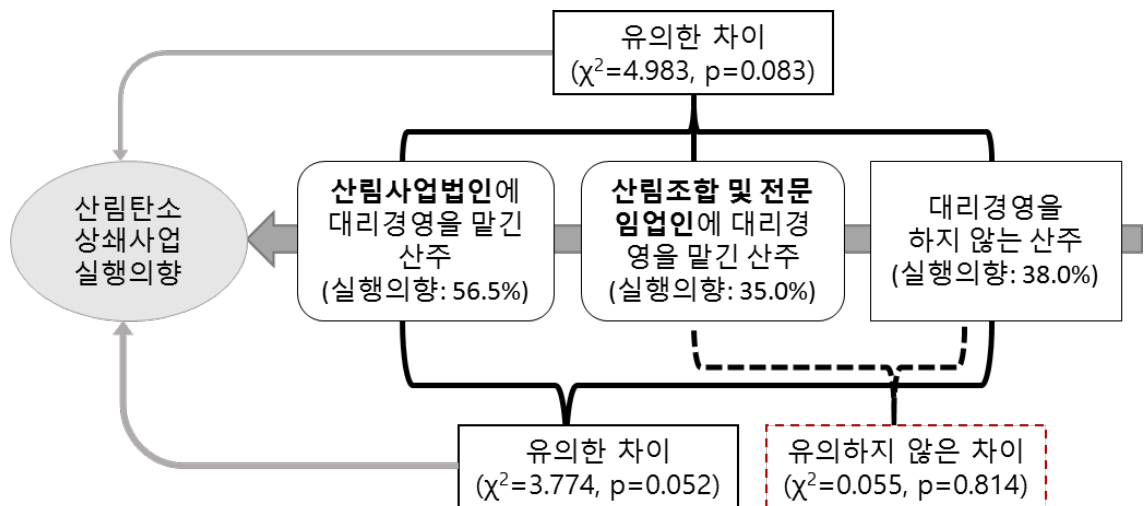 유의한 차이
(χ²=4.983, p=0.083)
산림탄소
상쇄사업
실행의향
산림사업법인에
대리경영을 맡긴
산주
(실행의향: 56.5%)
산림조합 및 전문
임업인에 대리경
영을 맡긴 산주
(실행의향: 35.0%)
대리경영을
하지 않는 산주
(실행의향: 38.0%)
유의한 차이
(χ²=3.774, p=0.052)
유의하지 않은 차이
(χ²=0.055, p=0.814)